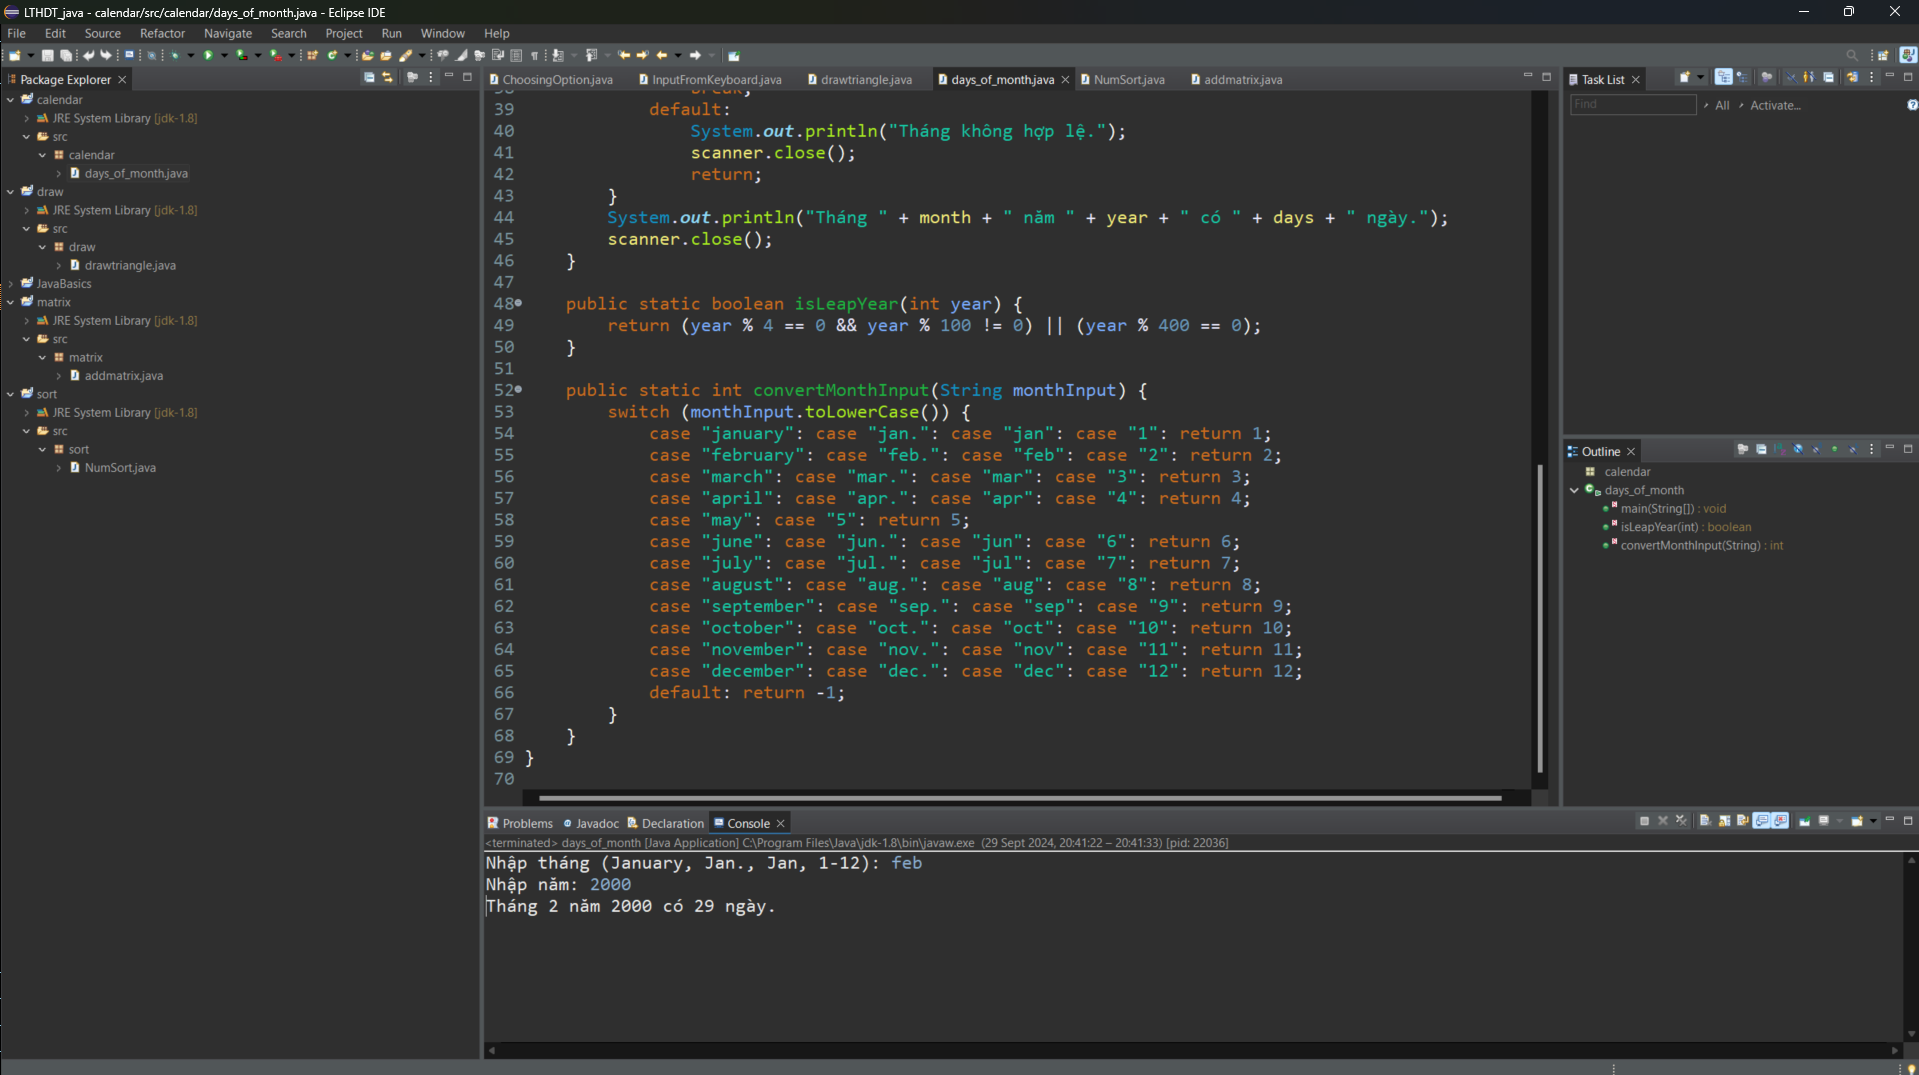 LTHDT_java - calendar/src/calendar/days_of_month.java - Eclipse IDE
File Edit Source Refactor Navigate Search Project Run Window Help
Package Explorer
calendar
JRE System Library [jdk-1.8]
src
calendar
days_of_month.java
draw
JRE System Library [jdk-1.8]
src
draw
drawtriangle.java
JavaBasics
matrix
JRE System Library [jdk-1.8]
src
matrix
addmatrix.java
sort
JRE System Library [jdk-1.8]
src
sort
NumSort.java
ChoosingOption.java InputFromKeyboard.java drawtriangle.java days_of_month.java NumSort.java addmatrix.java
38 break;
39 default:
40 System.out.println("Tháng không hợp lệ.");
41 scanner.close();
42 return;
43 }
44 System.out.println("Tháng " + month + " năm " + year + " có " + days + " ngày.");
45 scanner.close();
46 }
47
48 public static boolean isLeapYear(int year) {
49 return (year % 4 == 0 && year % 100 != 0) || (year % 400 == 0);
50 }
51
52 public static int convertMonthInput(String monthInput) {
53 switch (monthInput.toLowerCase()) {
54 case "january": case "jan.": case "jan": case "1": return 1;
55 case "february": case "feb.": case "feb": case "2": return 2;
56 case "march": case "mar.": case "mar": case "3": return 3;
57 case "april": case "apr.": case "apr": case "4": return 4;
58 case "may": case "5": return 5;
59 case "june": case "jun.": case "jun": case "6": return 6;
60 case "july": case "jul.": case "jul": case "7": return 7;
61 case "august": case "aug.": case "aug": case "8": return 8;
62 case "september": case "sep.": case "sep": case "9": return 9;
63 case "october": case "oct.": case "oct": case "10": return 10;
64 case "november": case "nov.": case "nov": case "11": return 11;
65 case "december": case "dec.": case "dec": case "12": return 12;
66 default: return -1;
67 }
68 }
69 }
70
Problems Javadoc Declaration Console
<terminated> days_of_month [Java Application] C:\Program Files\Java\jdk-1.8\bin\javaw.exe (29 Sept 2024, 20:41:22 – 20:41:33) [pid: 22036]
Nhập tháng (January, Jan., Jan, 1-12): feb
Nhập năm: 2000
Tháng 2 năm 2000 có 29 ngày.
Task List
Find All Activate...
Outline
calendar
days_of_month
main(String[]) : void
isLeapYear(int) : boolean
convertMonthInput(String) : int